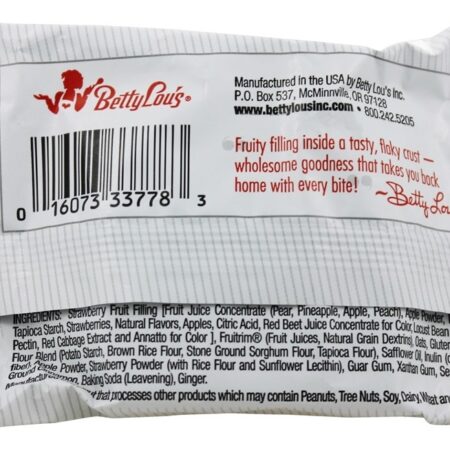 Betty Lou's®
Manufactured in the USA by Betty Lou's Inc.
P.O. Box 537, McMinnville, OR 97128
www.bettylousinc.com • 800.242.5205
Fruity filling inside a tasty, flaky crust —
wholesome goodness that takes you back
home with every bite!
~Betty Lou
0 16073 33778 3
INGREDIENTS: Strawberry Fruit Filling [Fruit Juice Concentrate (Pear, Pineapple, Apple, Peach), Apple Powder,
Tapioca Starch, Strawberries, Natural Flavors, Apples, Citric Acid, Red Beet Juice Concentrate for Color, Locust Bean
Pectin, Red Cabbage Extract and Annatto for Color ], Fruitrim® (Fruit Juices, Natural Grain Dextrins), Oats, Gluten
Flour Blend (Potato Starch, Brown Rice Flour, Stone Ground Sorghum Flour, Tapioca Flour), Safflower Oil, Inulin (
fiber), Apple Powder, Strawberry Powder (with Rice Flour and Sunflower Lecithin), Guar Gum, Xanthan Gum, Sea
Ground Baking Soda (Leavening), Ginger.
that processes other products which may contain Peanuts, Tree Nuts, Soy, Dairy, Wheat and